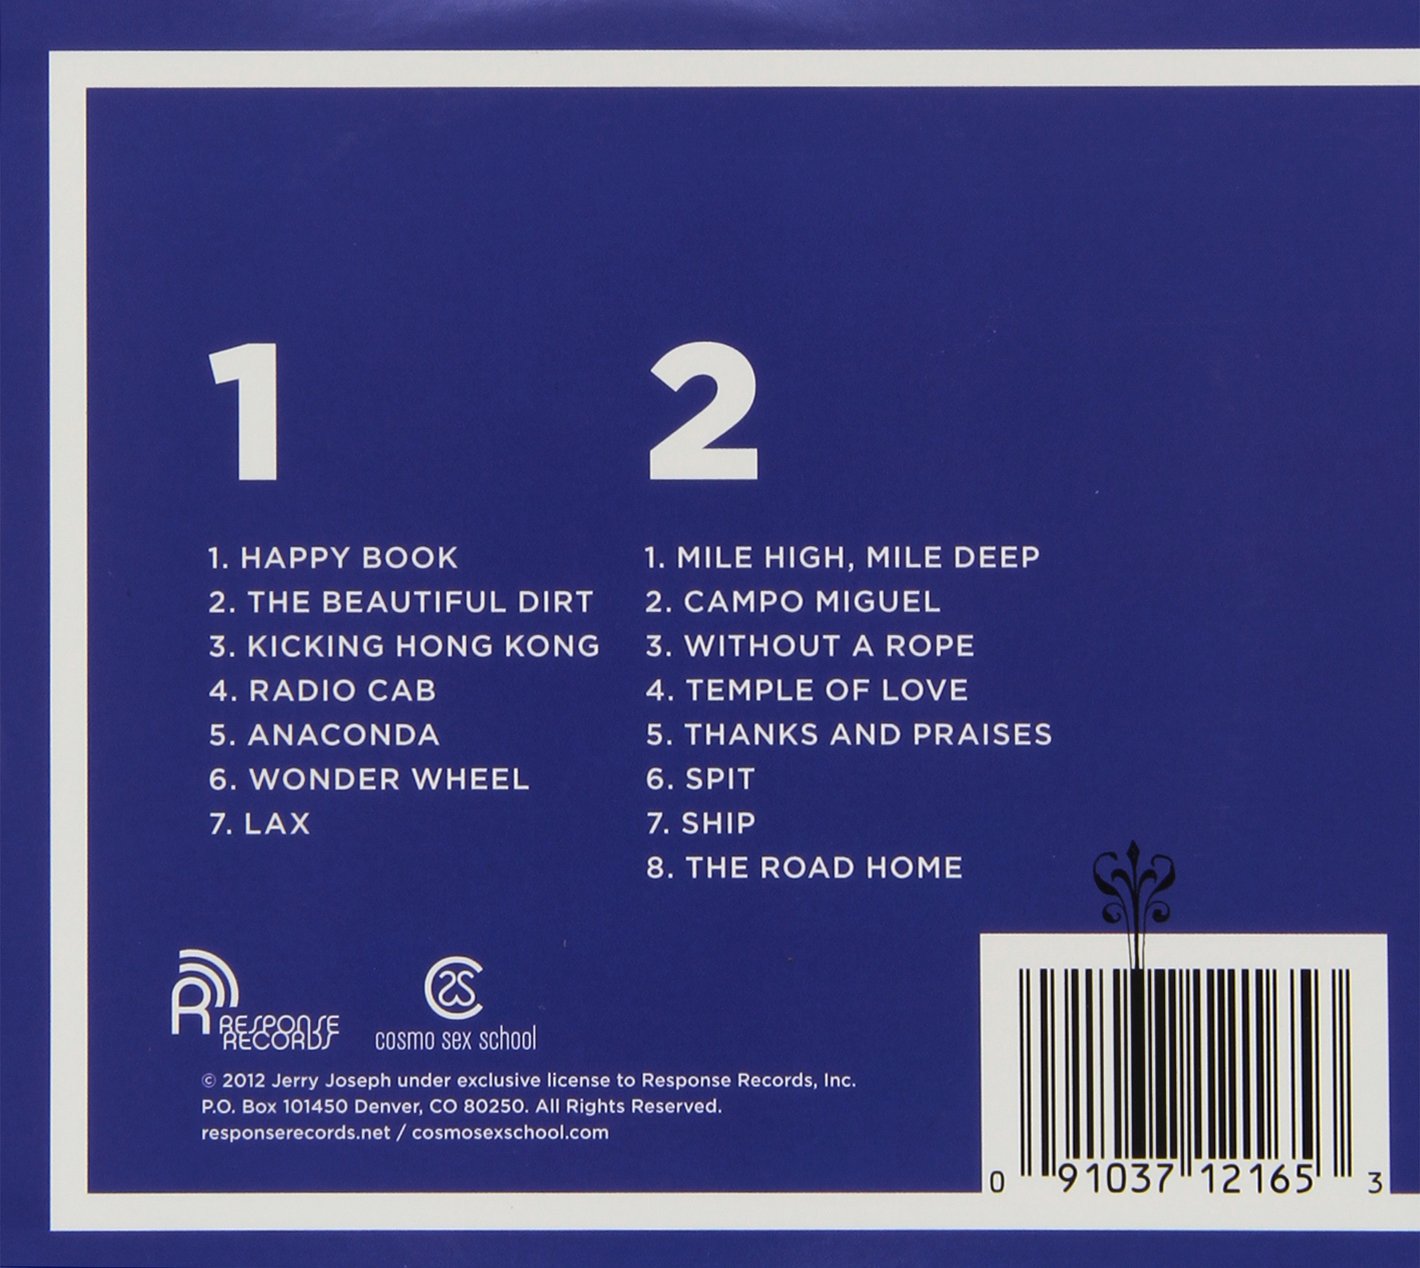 1
1. HAPPY BOOK
2. THE BEAUTIFUL DIRT
3. KICKING HONG KONG
4. RADIO CAB
5. ANACONDA
6. WONDER WHEEL
7. LAX
2
1. MILE HIGH, MILE DEEP
2. CAMPO MIGUEL
3. WITHOUT A ROPE
4. TEMPLE OF LOVE
5. THANKS AND PRAISES
6. SPIT
7. SHIP
8. THE ROAD HOME
R RESPONSE
RECORDS
cosmo sex school
© 2012 Jerry Joseph under exclusive license to Response Records, Inc.
P.O. Box 101450 Denver, CO 80250. All Rights Reserved.
responserecords.net / cosmosexschool.com
0 91037 12165 3